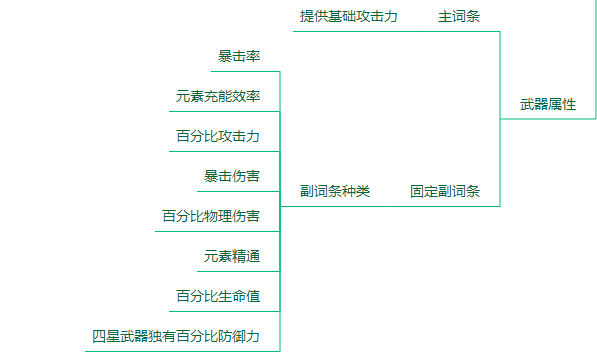 提供基础攻击力
主词条
暴击率
元素充能效率
武器属性
百分比攻击力
暴击伤害
副词条种类
固定副词条
百分比物理伤害
元素精通
百分比生命值
四星武器独有百分比防御力